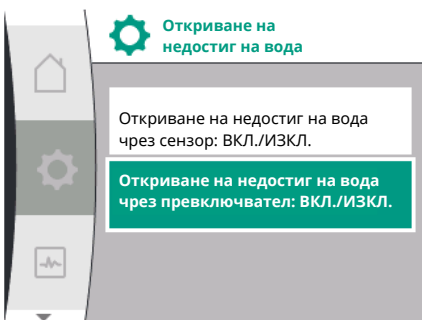 Откриване на
недостиг на вода
Откриване на недостиг на вода
чрез сензор: ВКЛ./ИЗКЛ.
Откриване на недостиг на вода
чрез превключвател: ВКЛ./ИЗКЛ.